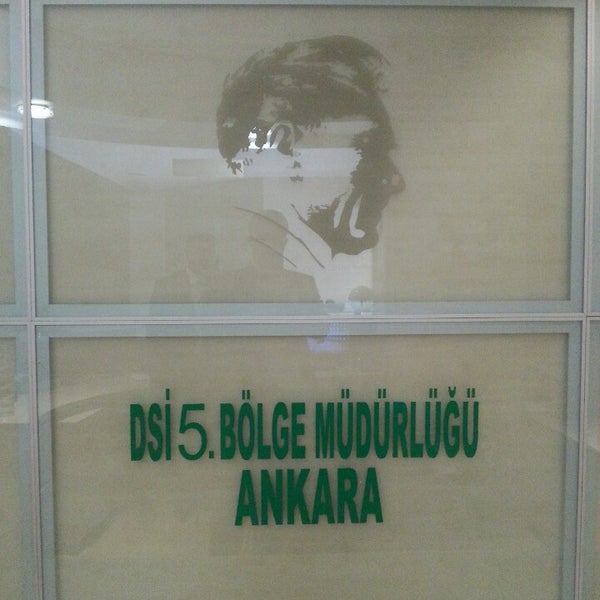 DSİ 5. BÖLGE MÜDÜRLÜĞÜ
ANKARA